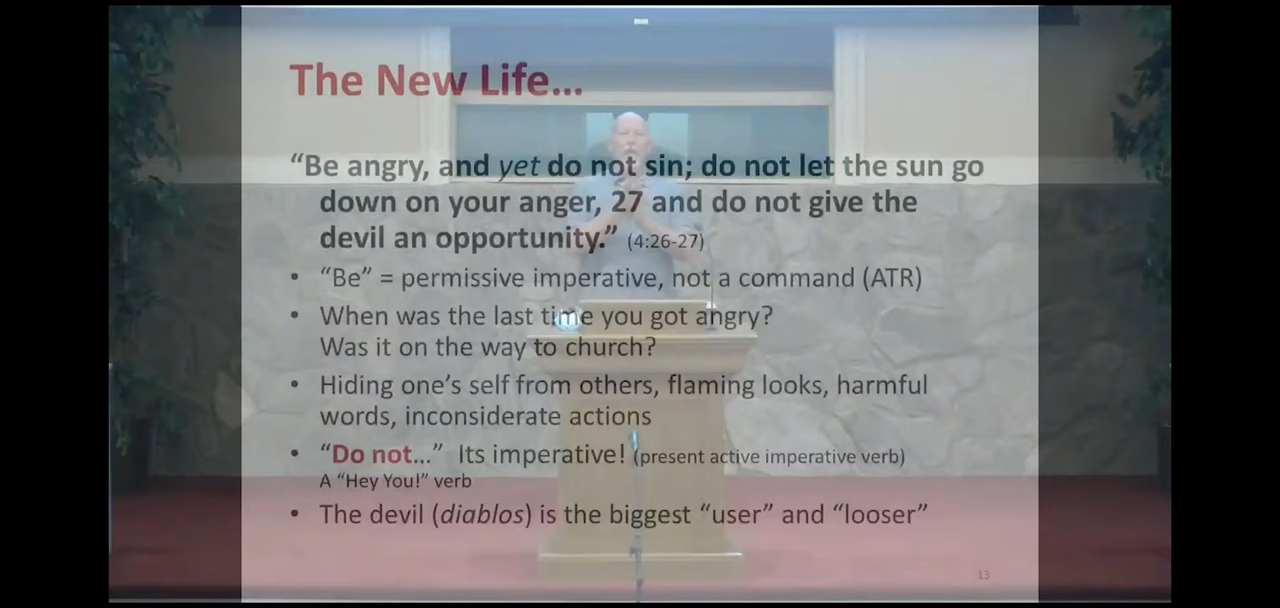 The New Life...
“Be angry, and yet do not sin; do not let the sun go
down on your anger, 27 and do not give the
devil an opportunity.” (4:26-27)
• “Be” = permissive imperative, not a command (ATR)
• When was the last time you got angry?
Was it on the way to church?
• Hiding one’s self from others, flaming looks, harmful
words, inconsiderate actions
• “Do not...” Its imperative! (present active imperative verb)
A “Hey You!” verb
• The devil (diablos) is the biggest “user” and “looser”
13